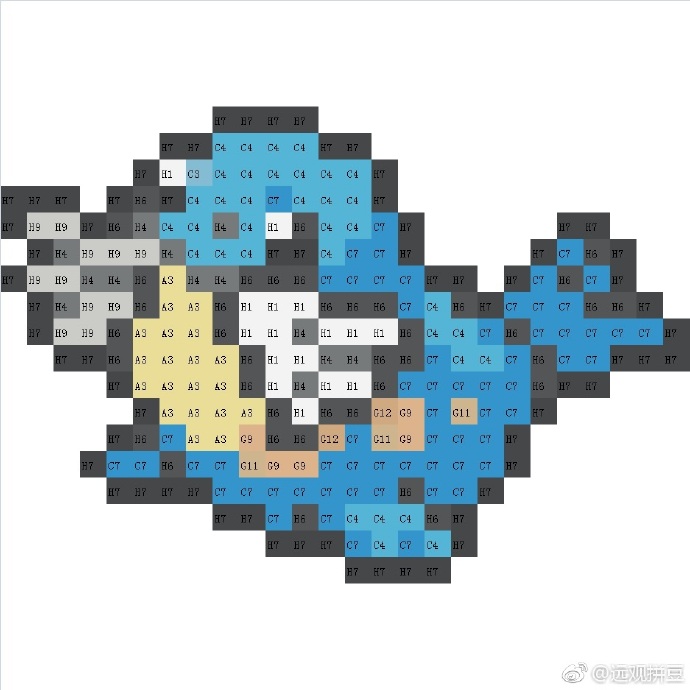 H7 H7 H7 H7
H7 H7 C4 C4 C4 C4 H7 H7
H7 H1 C3 C4 C4 C4 C4 C4 C4 H7
H7 H7 H7 H7 H6 H7 C4 C4 C4 C7 C4 C4 C4 H7
H7 H9 H9 H7 H6 H4 C4 C4 H4 C4 H1 H6 C4 C4 C7 H7 H7 H7
H7 H4 H9 H9 H9 H4 C4 C4 C4 H7 H7 C4 C7 C7 H7 H7 C7 H6 H7
H7 H9 H9 H4 H4 H6 A3 H4 H4 H6 H6 H6 C7 C7 C7 C7 H7 H7 H7 C7 H6 C7 H7
H7 H4 H9 H9 H6 A3 A3 H6 H1 H1 H1 H6 H6 H6 C7 C4 H6 H7 C7 C7 C7 H6 H6 H7
H7 H9 H9 H6 A3 A3 A3 H6 H1 H1 H4 H1 H1 H1 H6 C4 C4 C7 H6 C7 C7 C7 C7 C7 H7
H7 H7 H6 A3 A3 A3 A3 H6 H1 H1 H4 H4 H6 H6 C7 C4 C4 C7 H6 C7 C7 H7 H7 H7
H7 A3 A3 A3 A3 H6 H1 H4 H1 H1 H6 C7 C7 C7 C7 C7 H6 H7 H7
H7 A3 A3 A3 A3 H6 H1 H6 H6 G12 G9 C7 G11 C7 C7 H7
H7 H6 C7 A3 A3 G9 H6 H6 G12 C7 G11 G9 C7 C7 C7 H7
H7 C7 C7 H6 C7 C7 G11 G9 G9 C7 C7 C7 C7 C7 C7 C7 H7
H7 H7 H7 H7 C7 C7 C7 C7 C7 C7 C7 H6 C7 C7 H7
H7 H7 C7 H6 C7 C4 C4 C4 H6 H7
H7 H7 H7 C7 C4 C7 C4 H7
H7 H7 H7 H7
@远观拼豆